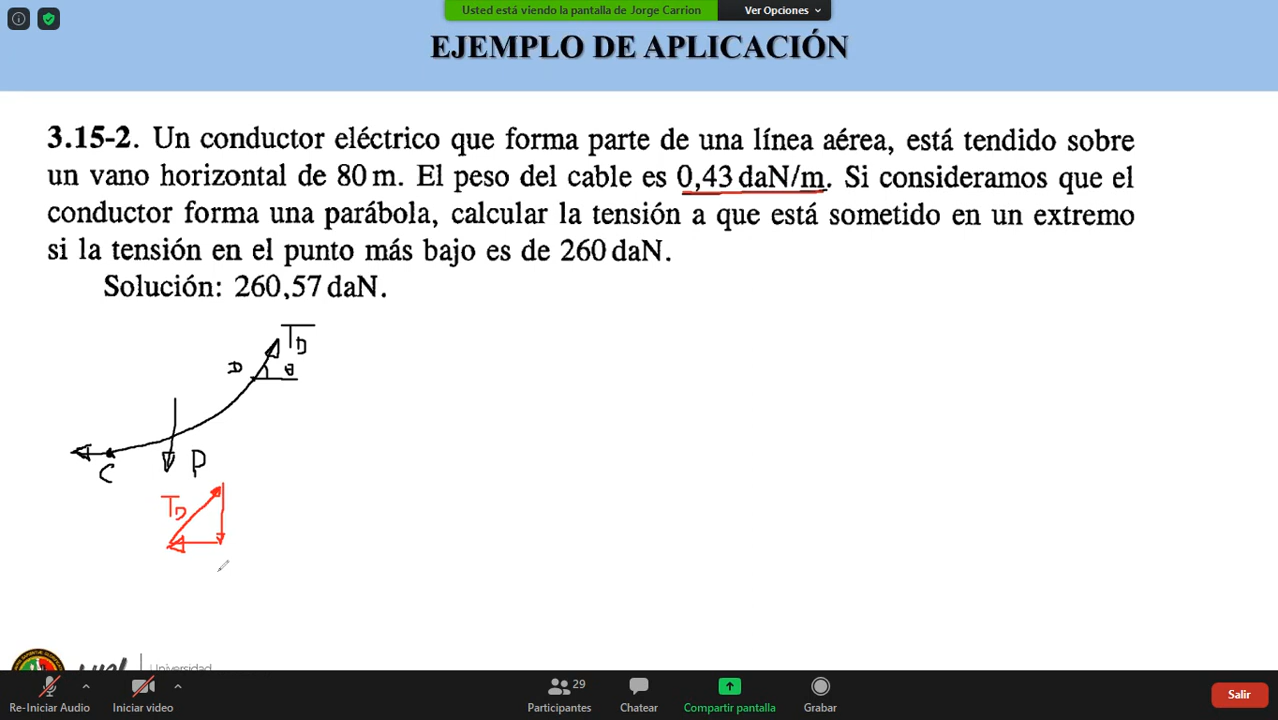 Usted está viendo la pantalla de Jorge Carrion
Ver Opciones
EJEMPLO DE APLICACIÓN
3.15-2. Un conductor eléctrico que forma parte de una línea aérea, está tendido sobre
un vano horizontal de 80 m. El peso del cable es 0,43 daN/m. Si consideramos que el
conductor forma una parábola, calcular la tensión a que está sometido en un extremo
si la tensión en el punto más bajo es de 260 daN.
Solución: 260,57 daN.
T_D
D θ
C
P
T_D
Universidad
Re-Iniciar Audio
Iniciar video
29
Participantes
Chatear
Compartir pantalla
Grabar
Salir